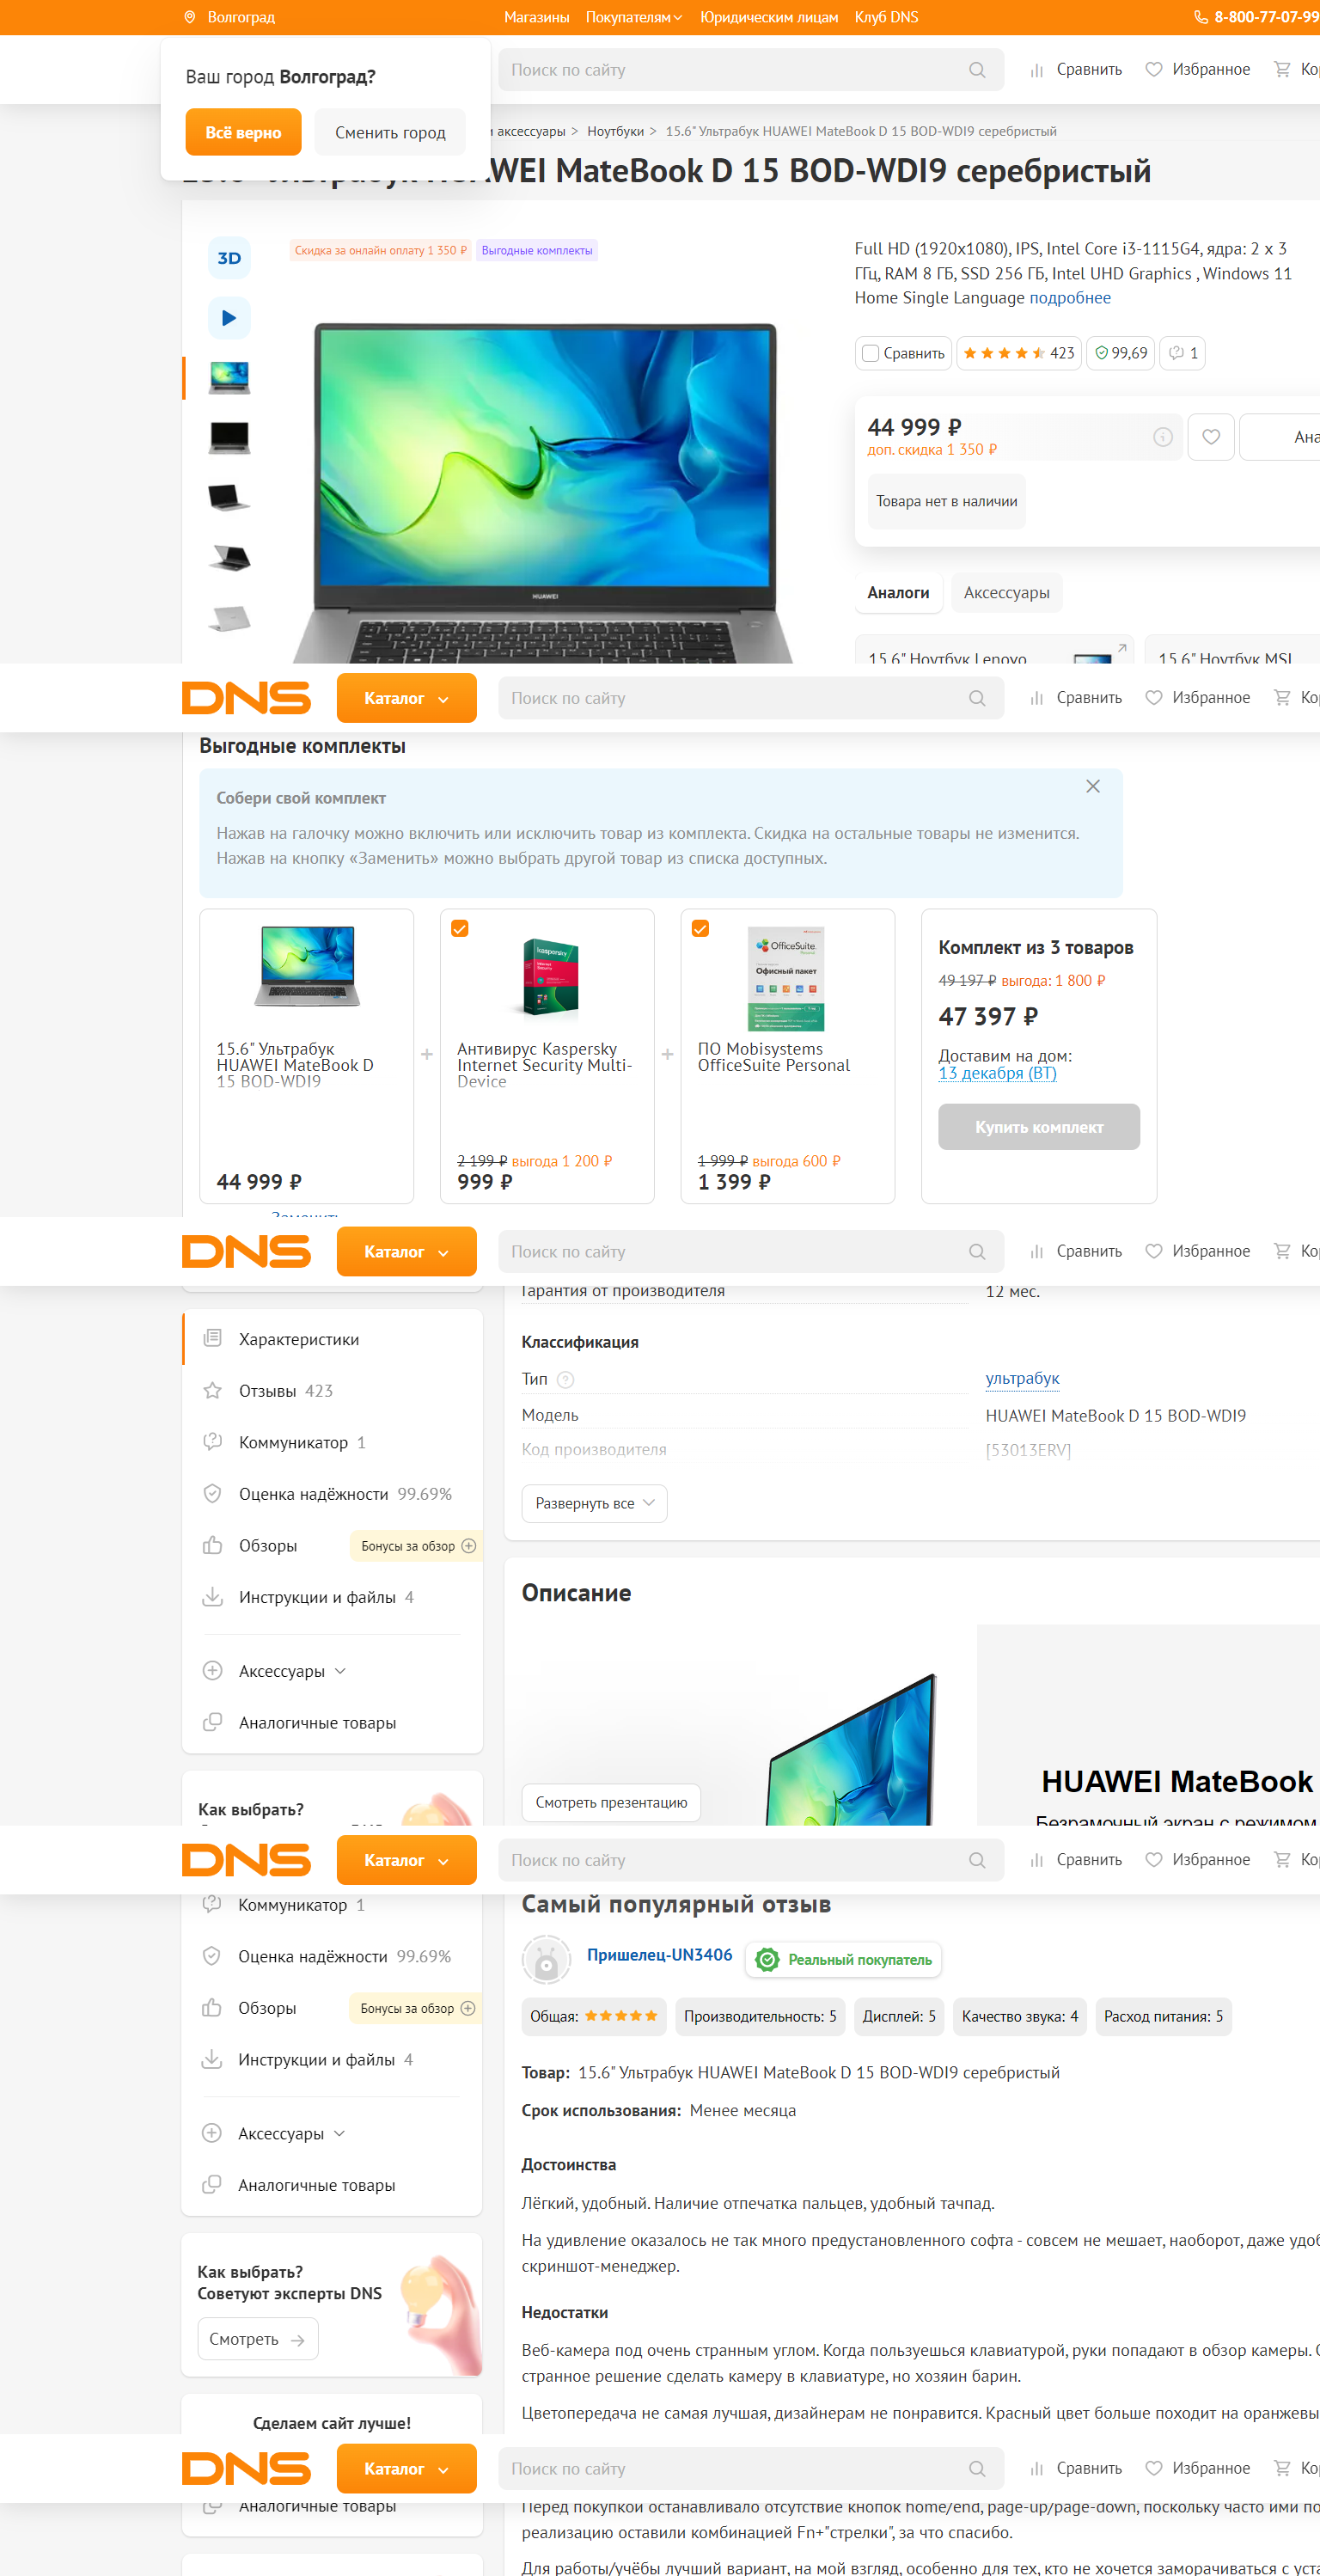 Волгоград
Магазины Покупателям Юридическим лицам Клуб DNS
8-800-77-07-99
Ваш город Волгоград?
Всё верно
Сменить город
Поиск по сайту
Сравнить Избранное
и аксессуары > Ноутбуки > 15.6" Ультрабук HUAWEI MateBook D 15 BOD-WDI9 серебристый
MateBook D 15 BOD-WDI9 серебристый
3D
Скидка за онлайн оплату 1 350 ₽
Выгодные комплекты
Full HD (1920x1080), IPS, Intel Core i3-1115G4, ядра: 2 х 3
ГГц, RAM 8 ГБ, SSD 256 ГБ, Intel UHD Graphics , Windows 11
Home Single Language подробнее
Сравнить
423
99,69
1
44 999 ₽
доп. скидка 1 350 ₽
Товара нет в наличии
HUAWEI
Аналоги
Аксессуары
15.6" Ноутбук Lenovo
15.6" Ноутбук MSI
DNS
Каталог
Поиск по сайту
Сравнить Избранное
Выгодные комплекты
Собери свой комплект
Нажав на галочку можно включить или исключить товар из комплекта. Скидка на остальные товары не изменится.
Нажав на кнопку «Заменить» можно выбрать другой товар из списка доступных.
15.6" Ультрабук
HUAWEI MateBook D
15 BOD-WDI9
44 999 ₽
Заменить
+
kaspersky
Антивирус Kaspersky
Internet Security Multi-
Device
2 199 ₽ выгода 1 200 ₽
999 ₽
+
OfficeSuite
Офисный пакет
ПО Mobisystems
OfficeSuite Personal
1 999 ₽ выгода 600 ₽
1 399 ₽
Комплект из 3 товаров
49 197 ₽ выгода: 1 800 ₽
47 397 ₽
Доставим на дом:
13 декабря (ВТ)
Купить комплект
DNS
Каталог
Поиск по сайту
Сравнить Избранное
Гарантия от производителя
12 мес.
Характеристики
Отзывы 423
Коммуникатор 1
Оценка надёжности 99.69%
Обзоры
Бонусы за обзор
Инструкции и файлы 4
Аксессуары
Аналогичные товары
Как выбрать?
Классификация
Тип
ультрабук
Модель
HUAWEI MateBook D 15 BOD-WDI9
Код производителя
[53013ERV]
Развернуть все
Описание
HUAWEI MateBook
Безрамочный экран с режимом
Смотреть презентацию
DNS
Каталог
Поиск по сайту
Сравнить Избранное
Коммуникатор 1
Оценка надёжности 99.69%
Обзоры
Бонусы за обзор
Инструкции и файлы 4
Аксессуары
Аналогичные товары
Как выбрать?
Советуют эксперты DNS
Смотреть
Сделаем сайт лучше!
Самый популярный отзыв
Пришелец-UN3406
Реальный покупатель
Общая:
Производительность: 5
Дисплей: 5
Качество звука: 4
Расход питания: 5
Товар: 15.6" Ультрабук HUAWEI MateBook D 15 BOD-WDI9 серебристый
Срок использования: Менее месяца
Достоинства
Лёгкий, удобный. Наличие отпечатка пальцев, удобный тачпад.
На удивление оказалось не так много предустановленного софта - совсем не мешает, наоборот, даже
скриншот-менеджер.
Недостатки
Веб-камера под очень странным углом. Когда пользуешься клавиатурой, руки попадают в обзор камеры.
странное решение сделать камеру в клавиатуре, но хозяин барин.
Цветопередача не самая лучшая, дизайнерам не понравится. Красный цвет больше походит на
DNS
Каталог
Поиск по сайту
Сравнить Избранное
Аналогичные товары
Перед покупкой останавливало отсутствие кнопок home/end, page-up/page-down, поскольку часто ими
реализацию оставили комбинацией Fn+"стрелки", за что спасибо.
Для работы/учёбы лучший вариант, на мой взгляд, особенно для тех, кто не хочется заморачиваться с